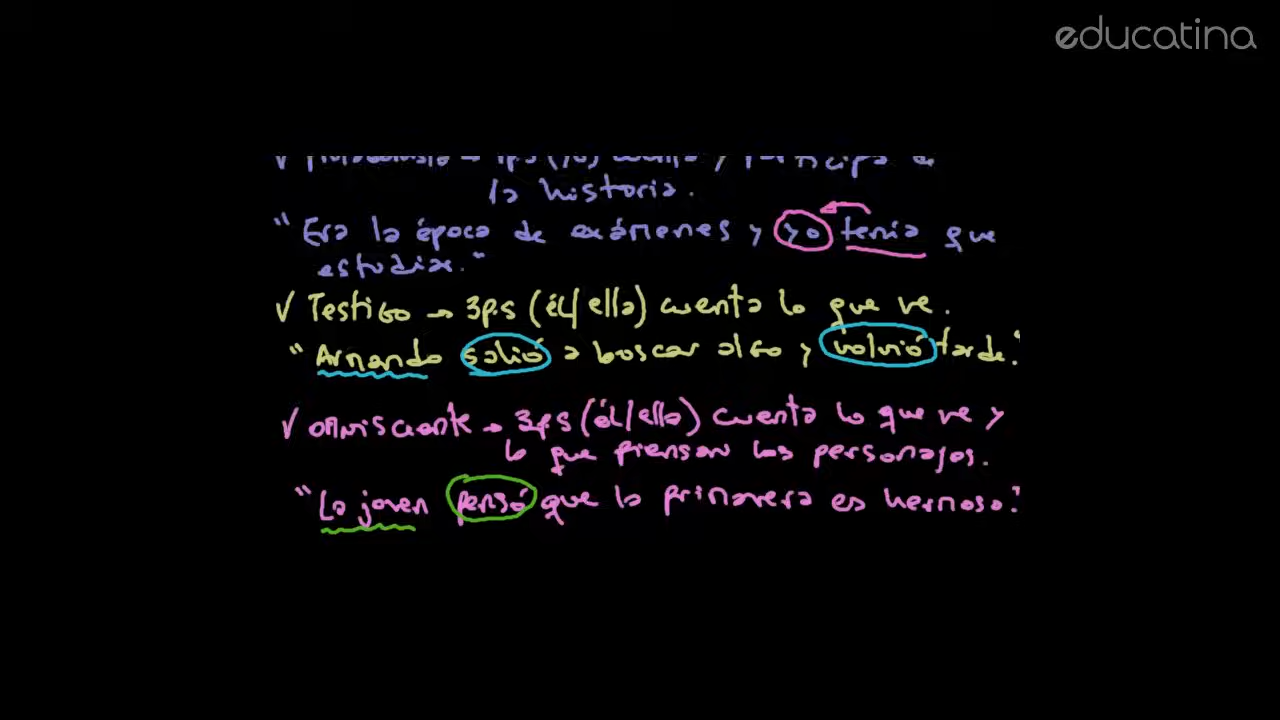 educatina
la historia.
"Era la época de exámenes y yo tenía que
estudiar."
✓ Testigo → 3ps (él/ella) cuenta lo que ve.
"Armando salió a buscar algo y volvió tarde."
✓ omnisciente → 3ps (él/ella) cuenta lo que ve y
lo que piensan los personajes.
"La joven pensó que la primavera es hermosa."